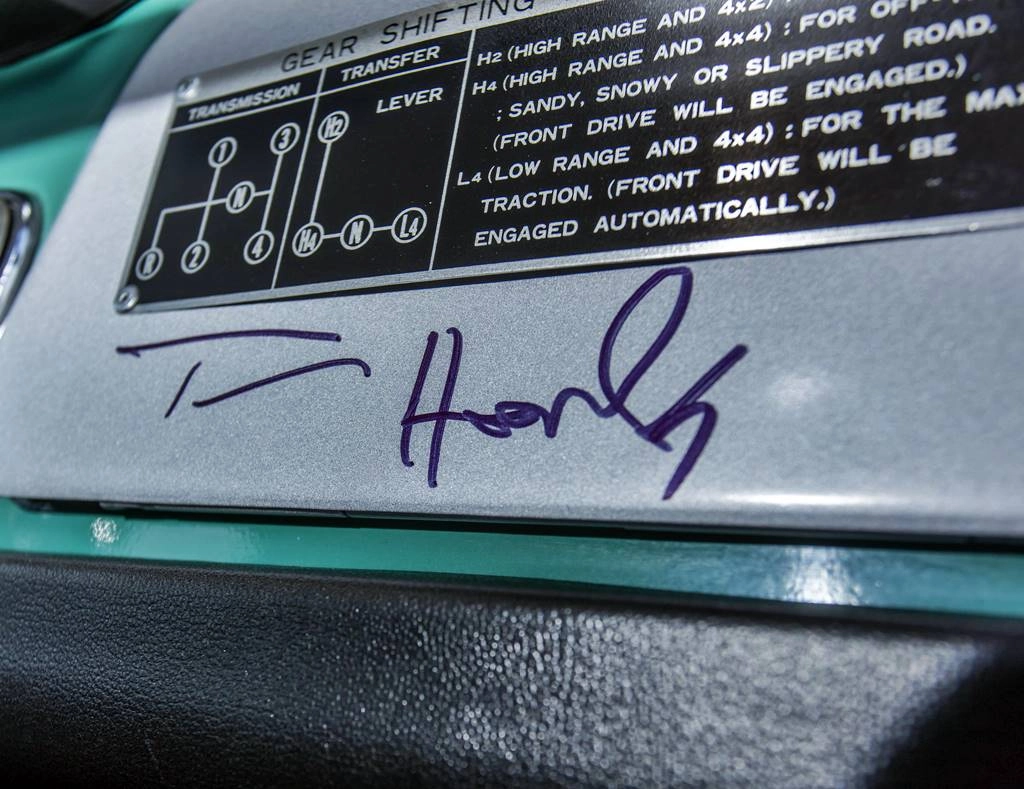 GEAR SHIFTING
TRANSMISSION
TRANSFER
LEVER
1 3
N
R 2 4
H2
H4 N L4
H2 (HIGH RANGE AND 4x2)
H4 (HIGH RANGE AND 4x4) : FOR OFF-
; SANDY, SNOWY OR SLIPPERY ROAD.
(FRONT DRIVE WILL BE ENGAGED.)
L4 (LOW RANGE AND 4x4) : FOR THE MAX
TRACTION. (FRONT DRIVE WILL BE
ENGAGED AUTOMATICALLY.)